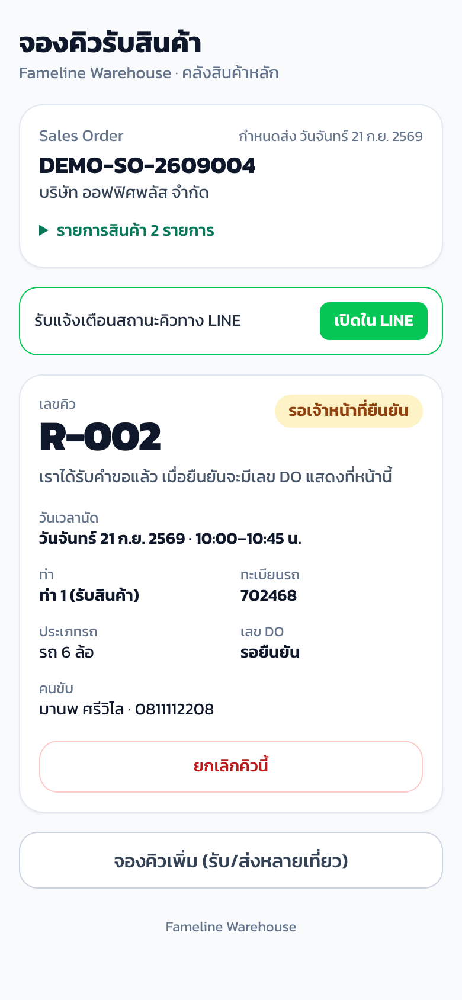 จองคิวรับสินค้า
Fameline Warehouse · คลังสินค้าหลัก
Sales Order
กำหนดส่ง วันจันทร์ 21 ก.ย. 2569
DEMO-SO-2609004
บริษัท ออฟฟิศพลัส จำกัด
▶ รายการสินค้า 2 รายการ
รับแจ้งเตือนสถานะคิวทาง LINE
เปิดใน LINE
เลขคิว
รอเจ้าหน้าที่ยืนยัน
R-002
เราได้รับคำขอแล้ว เมื่อยืนยันจะมีเลข DO แสดงที่หน้านี้
วันเวลานัด
วันจันทร์ 21 ก.ย. 2569 · 10:00–10:45 น.
ท่า
ทะเบียนรถ
ท่า 1 (รับสินค้า)
702468
ประเภทรถ
เลข DO
รถ 6 ล้อ
รอยืนยัน
คนขับ
มานพ ศรีวิไล · 0811112208
ยกเลิกคิวนี้
จองคิวเพิ่ม (รับ/ส่งหลายเที่ยว)
Fameline Warehouse